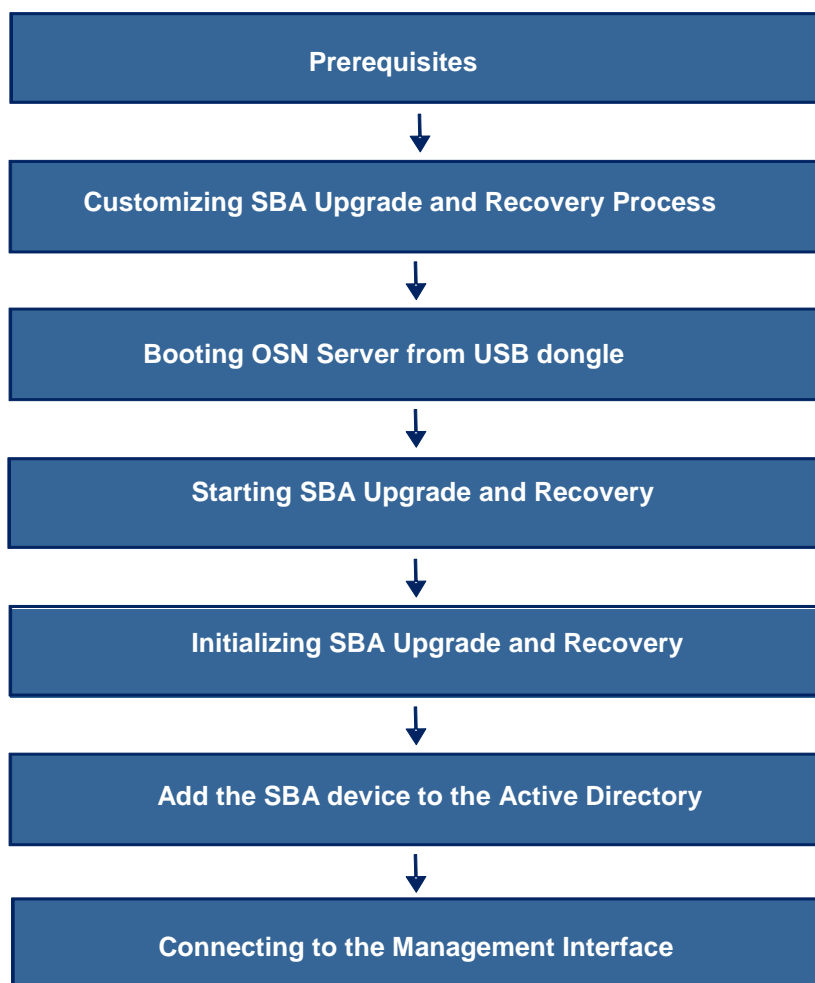 Prerequisites
Customizing SBA Upgrade and Recovery Process
Booting OSN Server from USB dongle
Starting SBA Upgrade and Recovery
Initializing SBA Upgrade and Recovery
Add the SBA device to the Active Directory
Connecting to the Management Interface